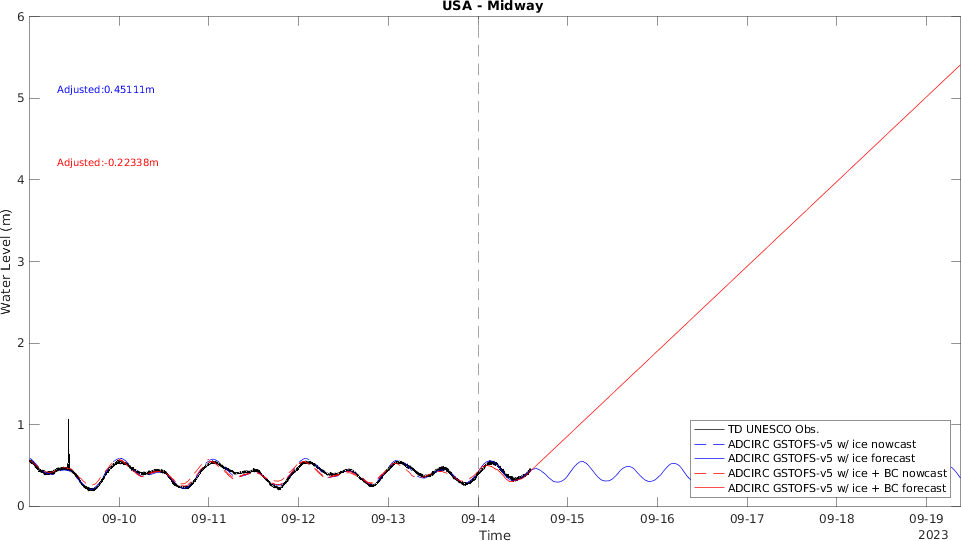 USA - Midway
6
5
4
3
2
1
0
Water Level (m)
Adjusted:0.45111m
Adjusted:-0.22338m
TD UNESCO Obs.
ADCIRC GSTOFS-v5 w/ ice nowcast
ADCIRC GSTOFS-v5 w/ ice forecast
ADCIRC GSTOFS-v5 w/ ice + BC nowcast
ADCIRC GSTOFS-v5 w/ ice + BC forecast
09-10 09-11 09-12 09-13 09-14 09-15 09-16 09-17 09-18 09-19
2023
Time